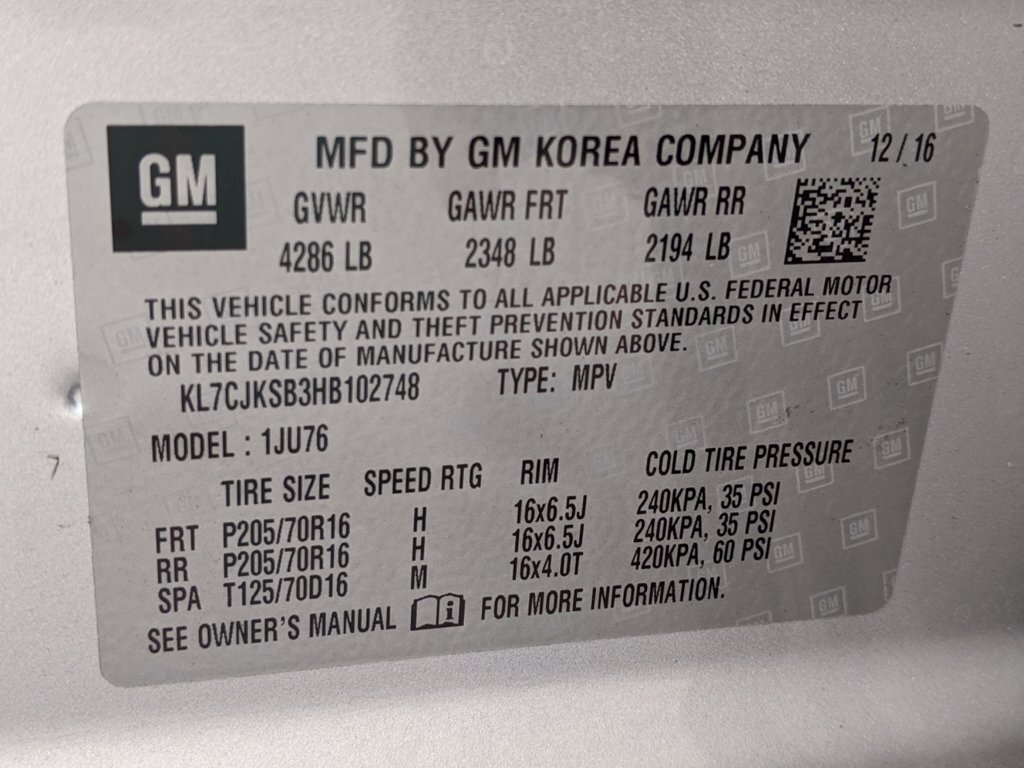 GM
MFD BY GM KOREA COMPANY 12/16
GVWR GAWR FRT GAWR RR
4286 LB 2348 LB 2194 LB
THIS VEHICLE CONFORMS TO ALL APPLICABLE U.S. FEDERAL MOTOR
VEHICLE SAFETY AND THEFT PREVENTION STANDARDS IN EFFECT
ON THE DATE OF MANUFACTURE SHOWN ABOVE.
KL7CJKSB3HB102748 TYPE: MPV
MODEL : 1JU76
TIRE SIZE SPEED RTG RIM COLD TIRE PRESSURE
FRT P205/70R16 H 16x6.5J 240KPA, 35 PSI
RR P205/70R16 H 16x6.5J 240KPA, 35 PSI
SPA T125/70D16 M 16x4.0T 420KPA, 60 PSI
SEE OWNER'S MANUAL i FOR MORE INFORMATION.